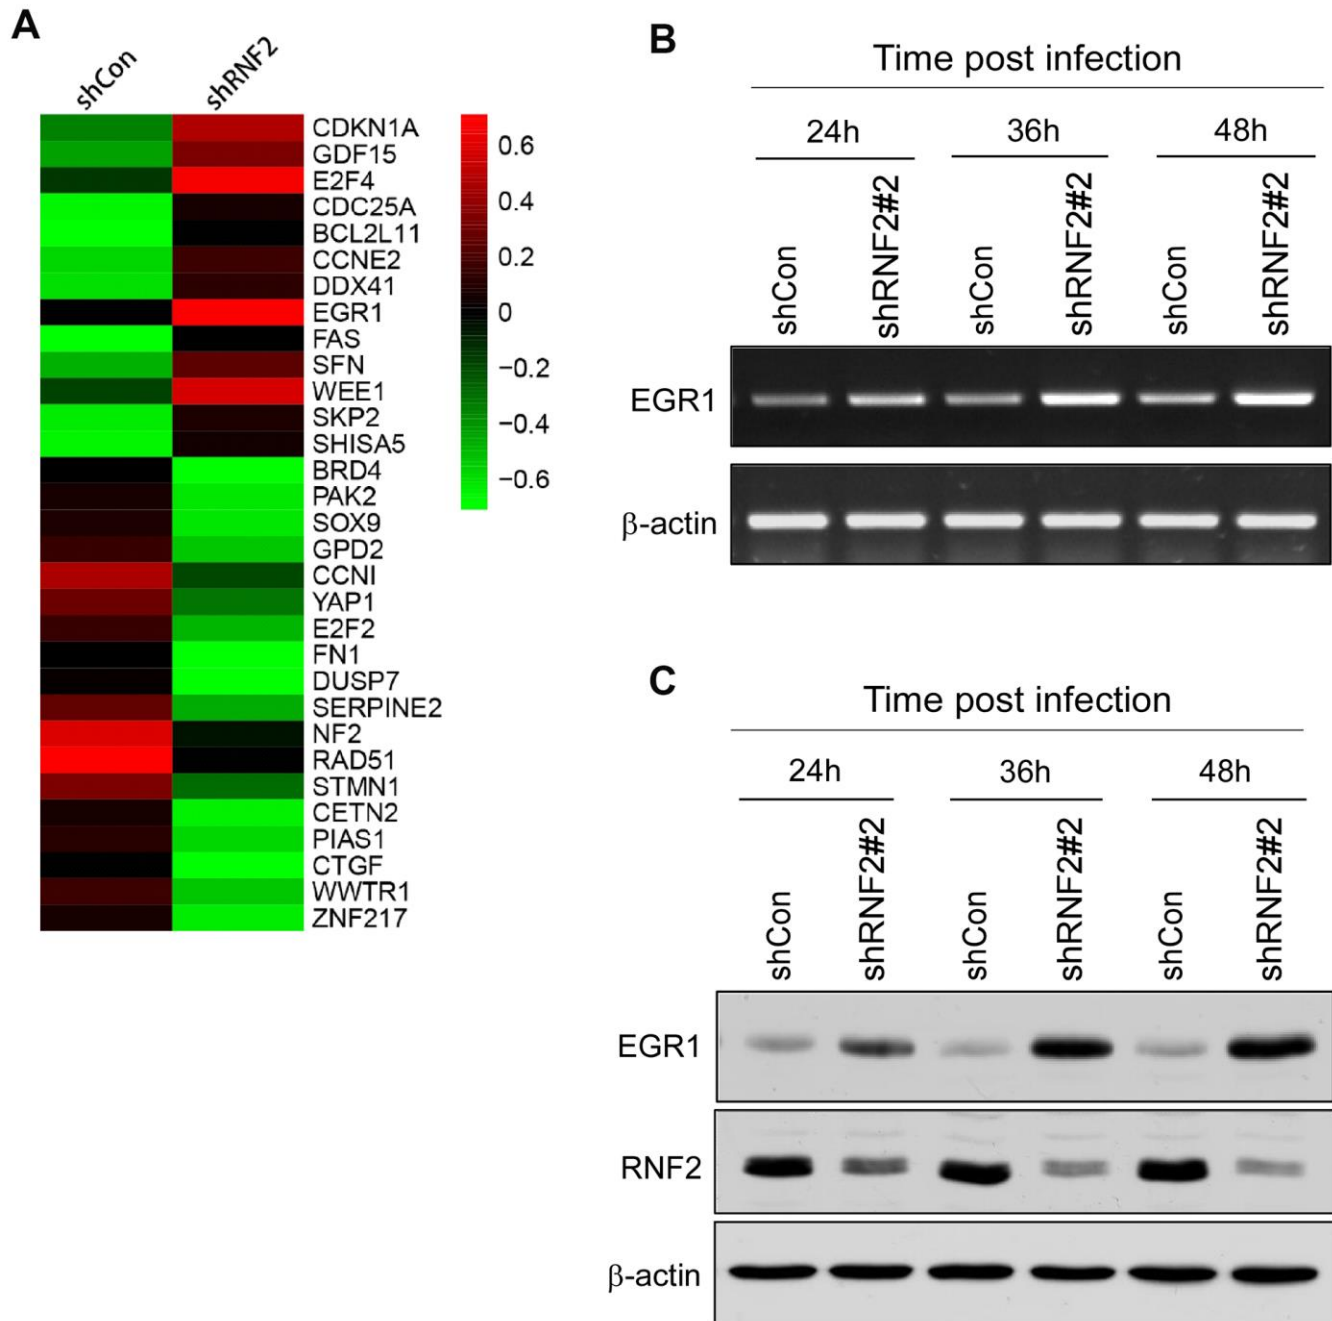 A
shCon shRNF2
CDKN1A
GDF15
E2F4
CDC25A
BCL2L11
CCNE2
DDX41
EGR1
FAS
SFN
WEE1
SKP2
SHISA5
BRD4
PAK2
SOX9
GPD2
CCNI
YAP1
E2F2
FN1
DUSP7
SERPINE2
NF2
RAD51
STMN1
CETN2
PIAS1
CTGF
WWTR1
ZNF217
0.6
0.4
0.2
0
−0.2
−0.4
−0.6
B
Time post infection
24h 36h 48h
shCon shRNF2#2 shCon shRNF2#2 shCon shRNF2#2
EGR1
β-actin
C
Time post infection
24h 36h 48h
shCon shRNF2#2 shCon shRNF2#2 shCon shRNF2#2
EGR1
RNF2
β-actin